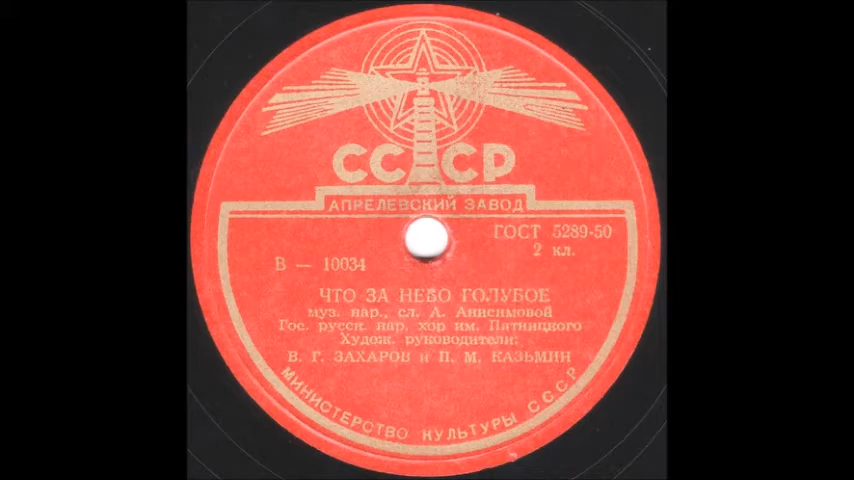 СССР
АПРЕЛЕВСКИЙ ЗАВОД
ГОСТ 5289-50
2 кл.
В — 10034
ЧТО ЗА НЕБО ГОЛУБОЕ
муз. нар., сл. А. Анисимовой
Гос. русск. нар. хор им. Пятницкого
Худож. руководители:
В. Г. ЗАХАРОВ и П. М. КАЗЬМИН
МИНИСТЕРСТВО КУЛЬТУРЫ СССР